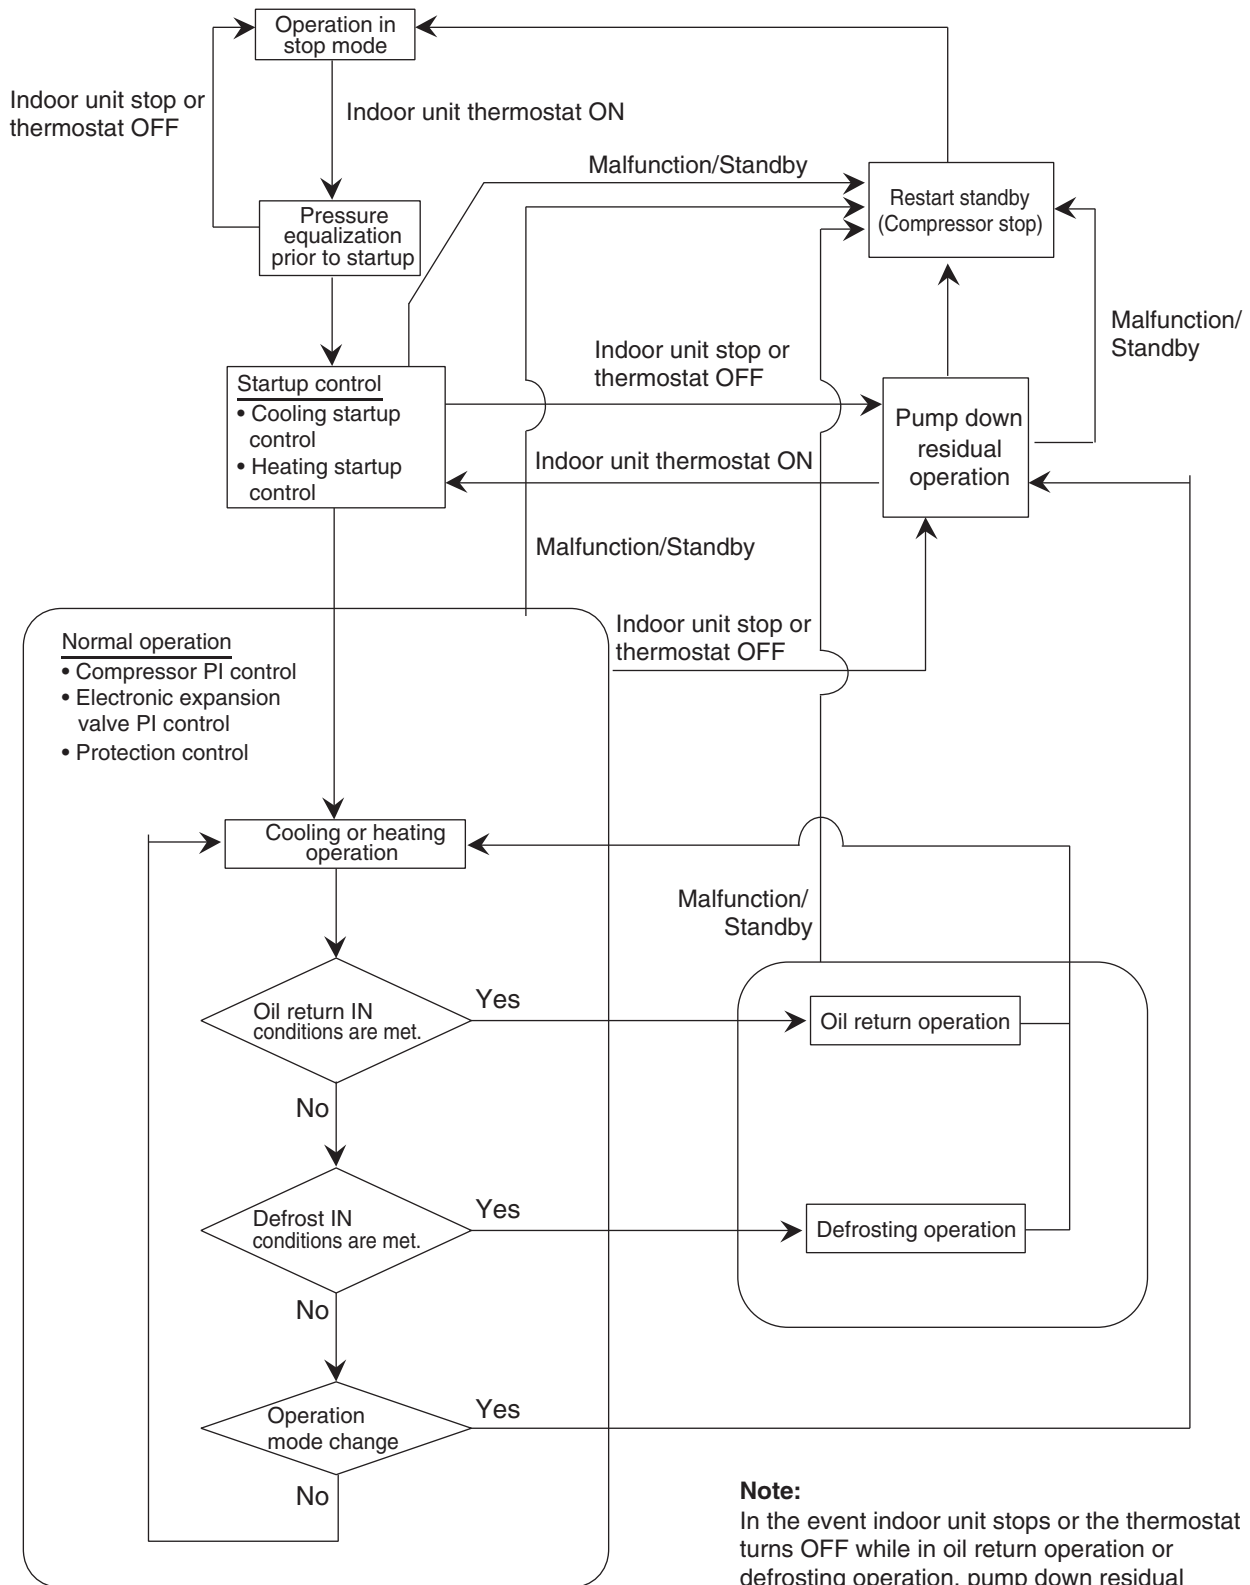 Operation in
stop mode
Indoor unit stop or
thermostat OFF
Indoor unit thermostat ON
Malfunction/Standby
Restart standby
(Compressor stop)
Pressure
equalization
prior to startup
Malfunction/
Standby
Indoor unit stop or
thermostat OFF
Startup control
• Cooling startup
control
• Heating startup
control
Pump down
residual
operation
Indoor unit thermostat ON
Malfunction/Standby
Indoor unit stop or
thermostat OFF
Normal operation
• Compressor PI control
• Electronic expansion
valve PI control
• Protection control
Cooling or heating
operation
Malfunction/
Standby
Oil return IN
conditions are met.
Yes
Oil return operation
No
Defrost IN
conditions are met.
Yes
Defrosting operation
No
Operation
mode change
Yes
No
Note:
In the event indoor unit stops or the thermostat
turns OFF while in oil return operation or
defrosting operation, pump down residual